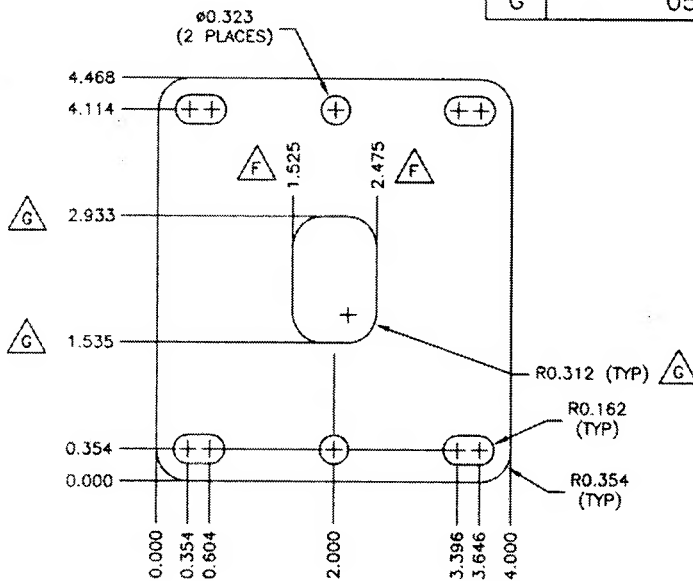 G 05
ø0.323
(2 PLACES)
4.468
4.114
F 1.525 2.475 F
G 2.933
G 1.535
R0.312 (TYP) G
R0.162
(TYP)
0.354
0.000
R0.354
(TYP)
0.000 0.354 0.604 2.000 3.396 3.646 4.000